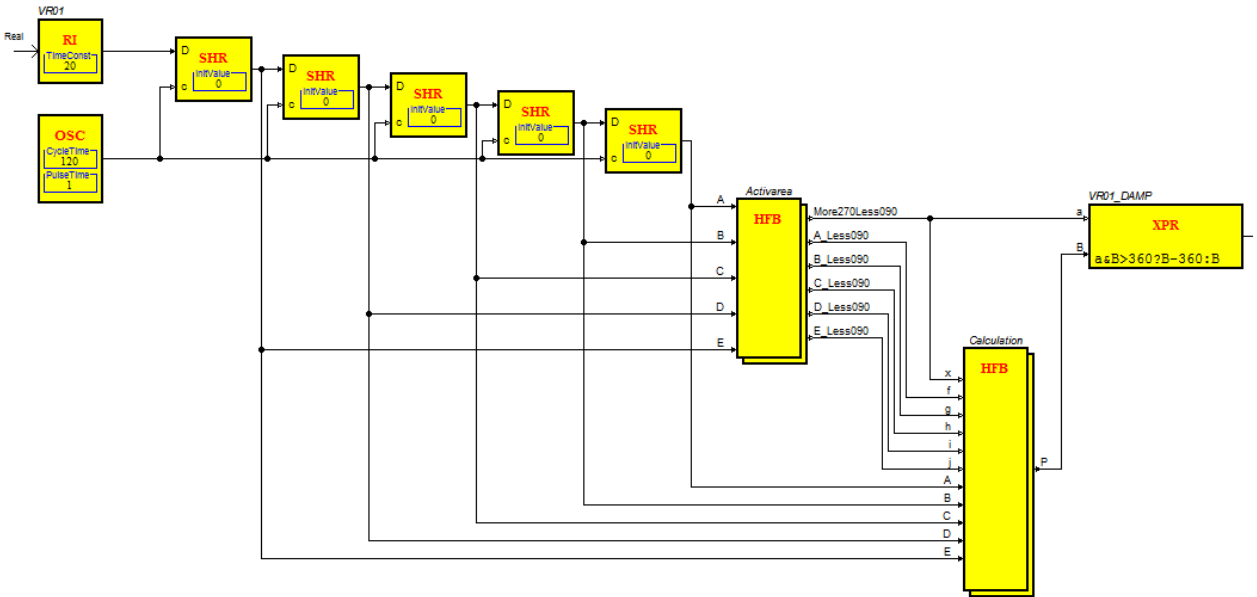 VR01
Real
RI
TimeConst
20
D
SHR
InitValue
0
c
D
SHR
InitValue
0
c
D
SHR
InitValue
0
c
D
SHR
InitValue
0
c
D
SHR
InitValue
0
c
OSC
CycleTime
120
PulseTime
1
Activarea
HFB
A
B
C
D
E
More270Less090
A_Less090
B_Less090
C_Less090
D_Less090
E_Less090
VR01_DAMP
a
B
XPR
a&B>360?B-360:B
Calculation
HFB
x
f
g
h
i
j
A
B
C
D
E
P